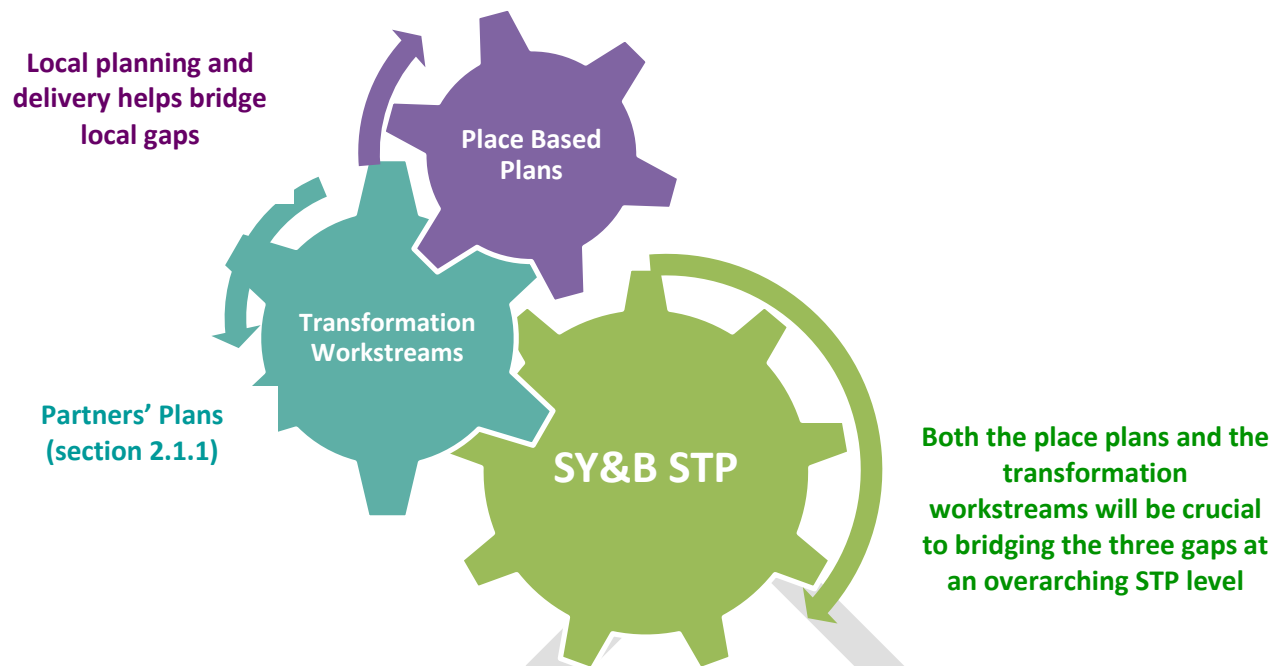 Local planning and
delivery helps bridge
local gaps
Place Based
Plans
Transformation
Workstreams
Partners’ Plans
(section 2.1.1)
SY&B STP
Both the place plans and the
transformation
workstreams will be crucial
to bridging the three gaps at
an overarching STP level